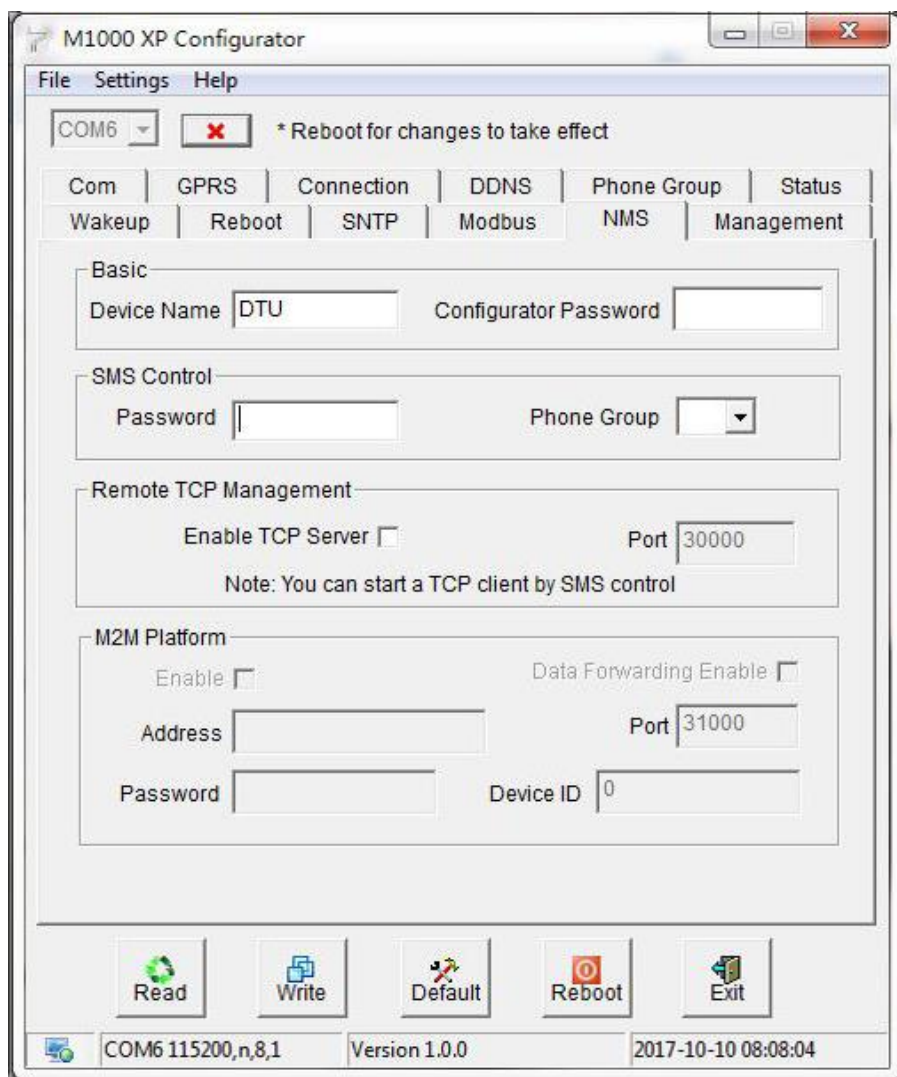 M1000 XP Configurator
File Settings Help
COM6 * Reboot for changes to take effect
Com GPRS Connection DDNS Phone Group Status
Wakeup Reboot SNTP Modbus NMS Management
Basic
Device Name DTU Configurator Password
SMS Control
Password Phone Group
Remote TCP Management
Enable TCP Server Port 30000
Note: You can start a TCP client by SMS control
M2M Platform
Enable Data Forwarding Enable
Address Port 31000
Password Device ID 0
Read Write Default Reboot Exit
COM6 115200,n,8,1 Version 1.0.0 2017-10-10 08:08:04